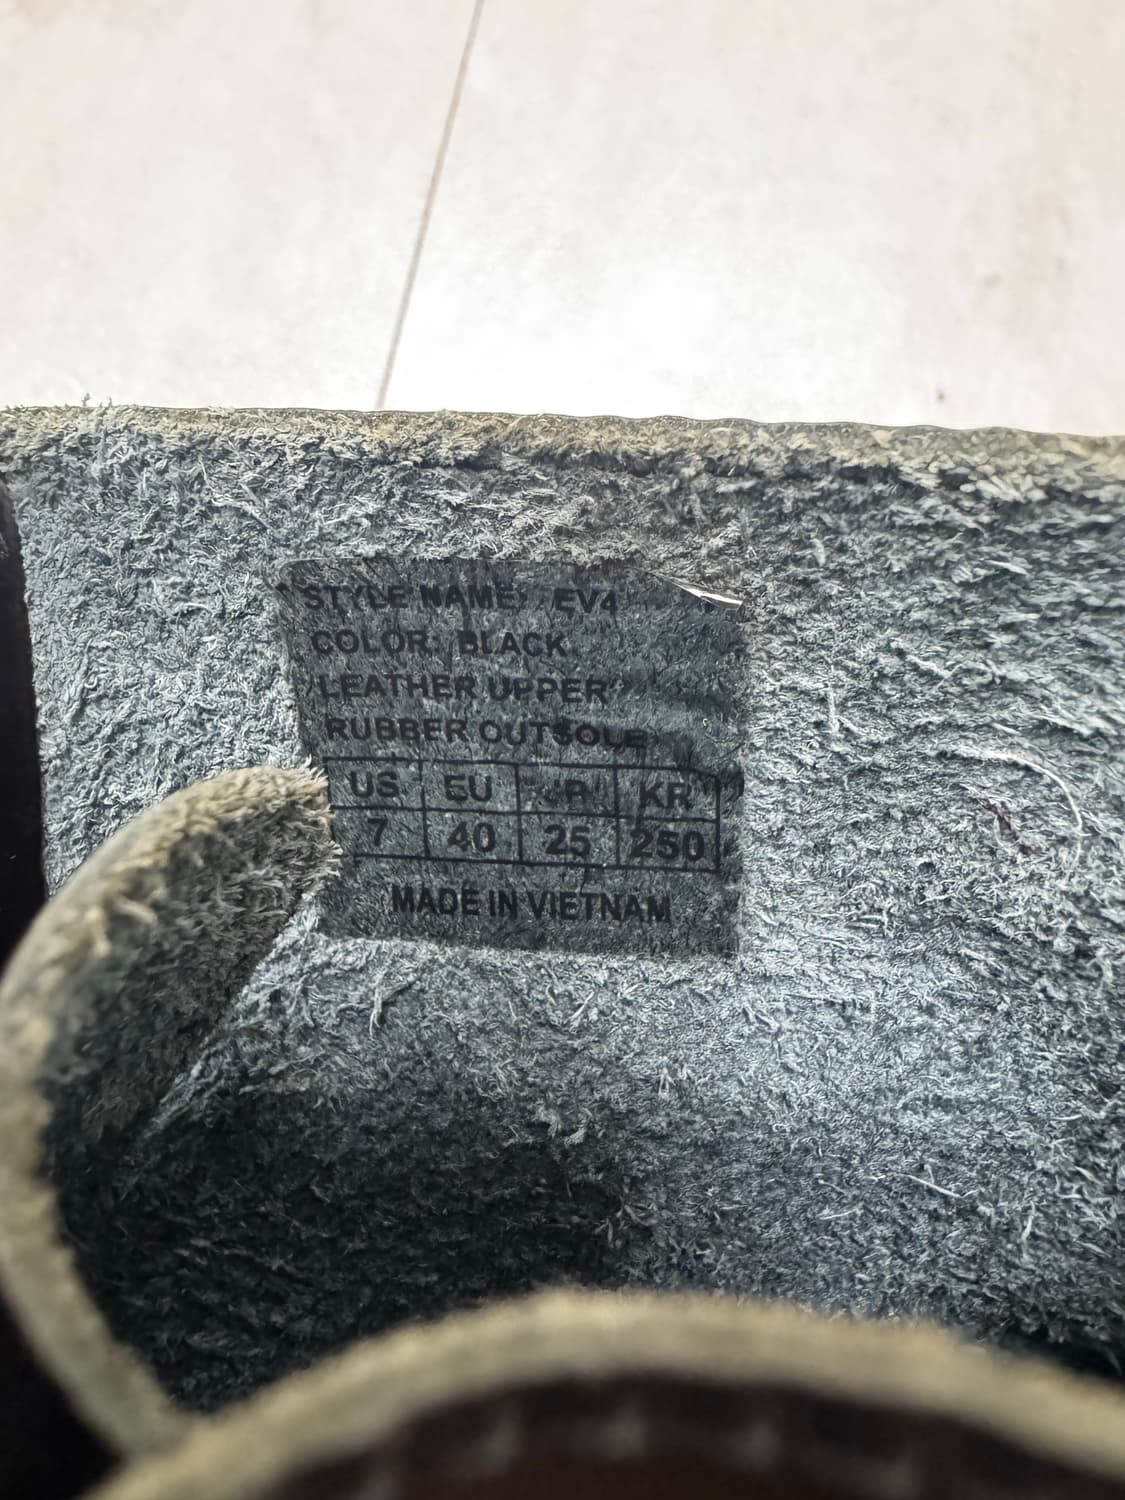 STYLE NAME: EV4
COLOR: BLACK
LEATHER UPPER
RUBBER OUTSOLE
US EU JP KR
7 40 25 250
MADE IN VIETNAM